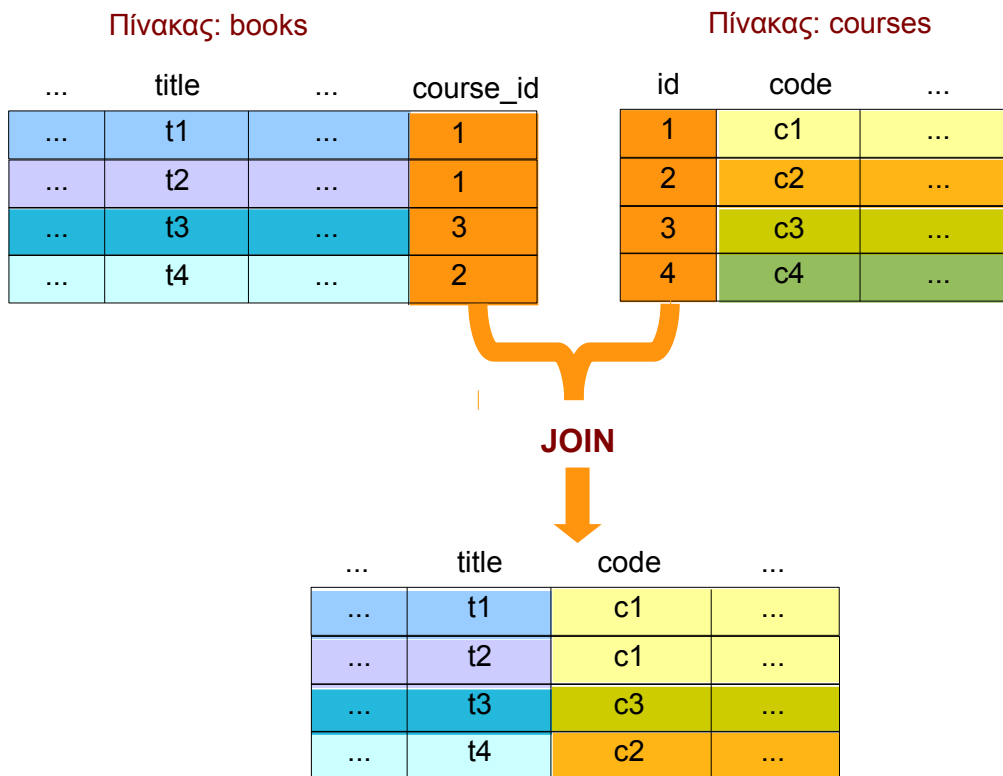 Πίνακας: books
... title ... course_id
... t1 ... 1
... t2 ... 1
... t3 ... 3
... t4 ... 2
Πίνακας: courses
id code ...
1 c1 ...
2 c2 ...
3 c3 ...
4 c4 ...
JOIN
... title code ...
... t1 c1 ...
... t2 c1 ...
... t3 c3 ...
... t4 c2 ...